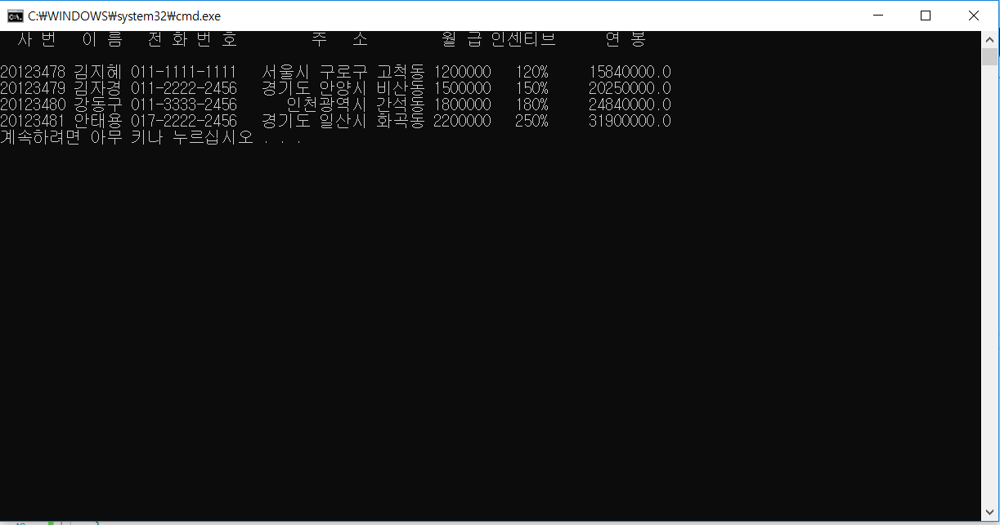 C:₩WINDOWS₩system32₩cmd.exe
사 번 이 름 전 화 번 호 주 소 월 급 인센티브 연 봉
20123478 김지혜 011-1111-1111 서울시 구로구 고척동 1200000 120% 15840000.0
20123479 김자경 011-2222-2456 경기도 안양시 비산동 1500000 150% 20250000.0
20123480 강동구 011-3333-2456 인천광역시 간석동 1800000 180% 24840000.0
20123481 안태용 017-2222-2456 경기도 일산시 화곡동 2200000 250% 31900000.0
계속하려면 아무 키나 누르십시오 . . .